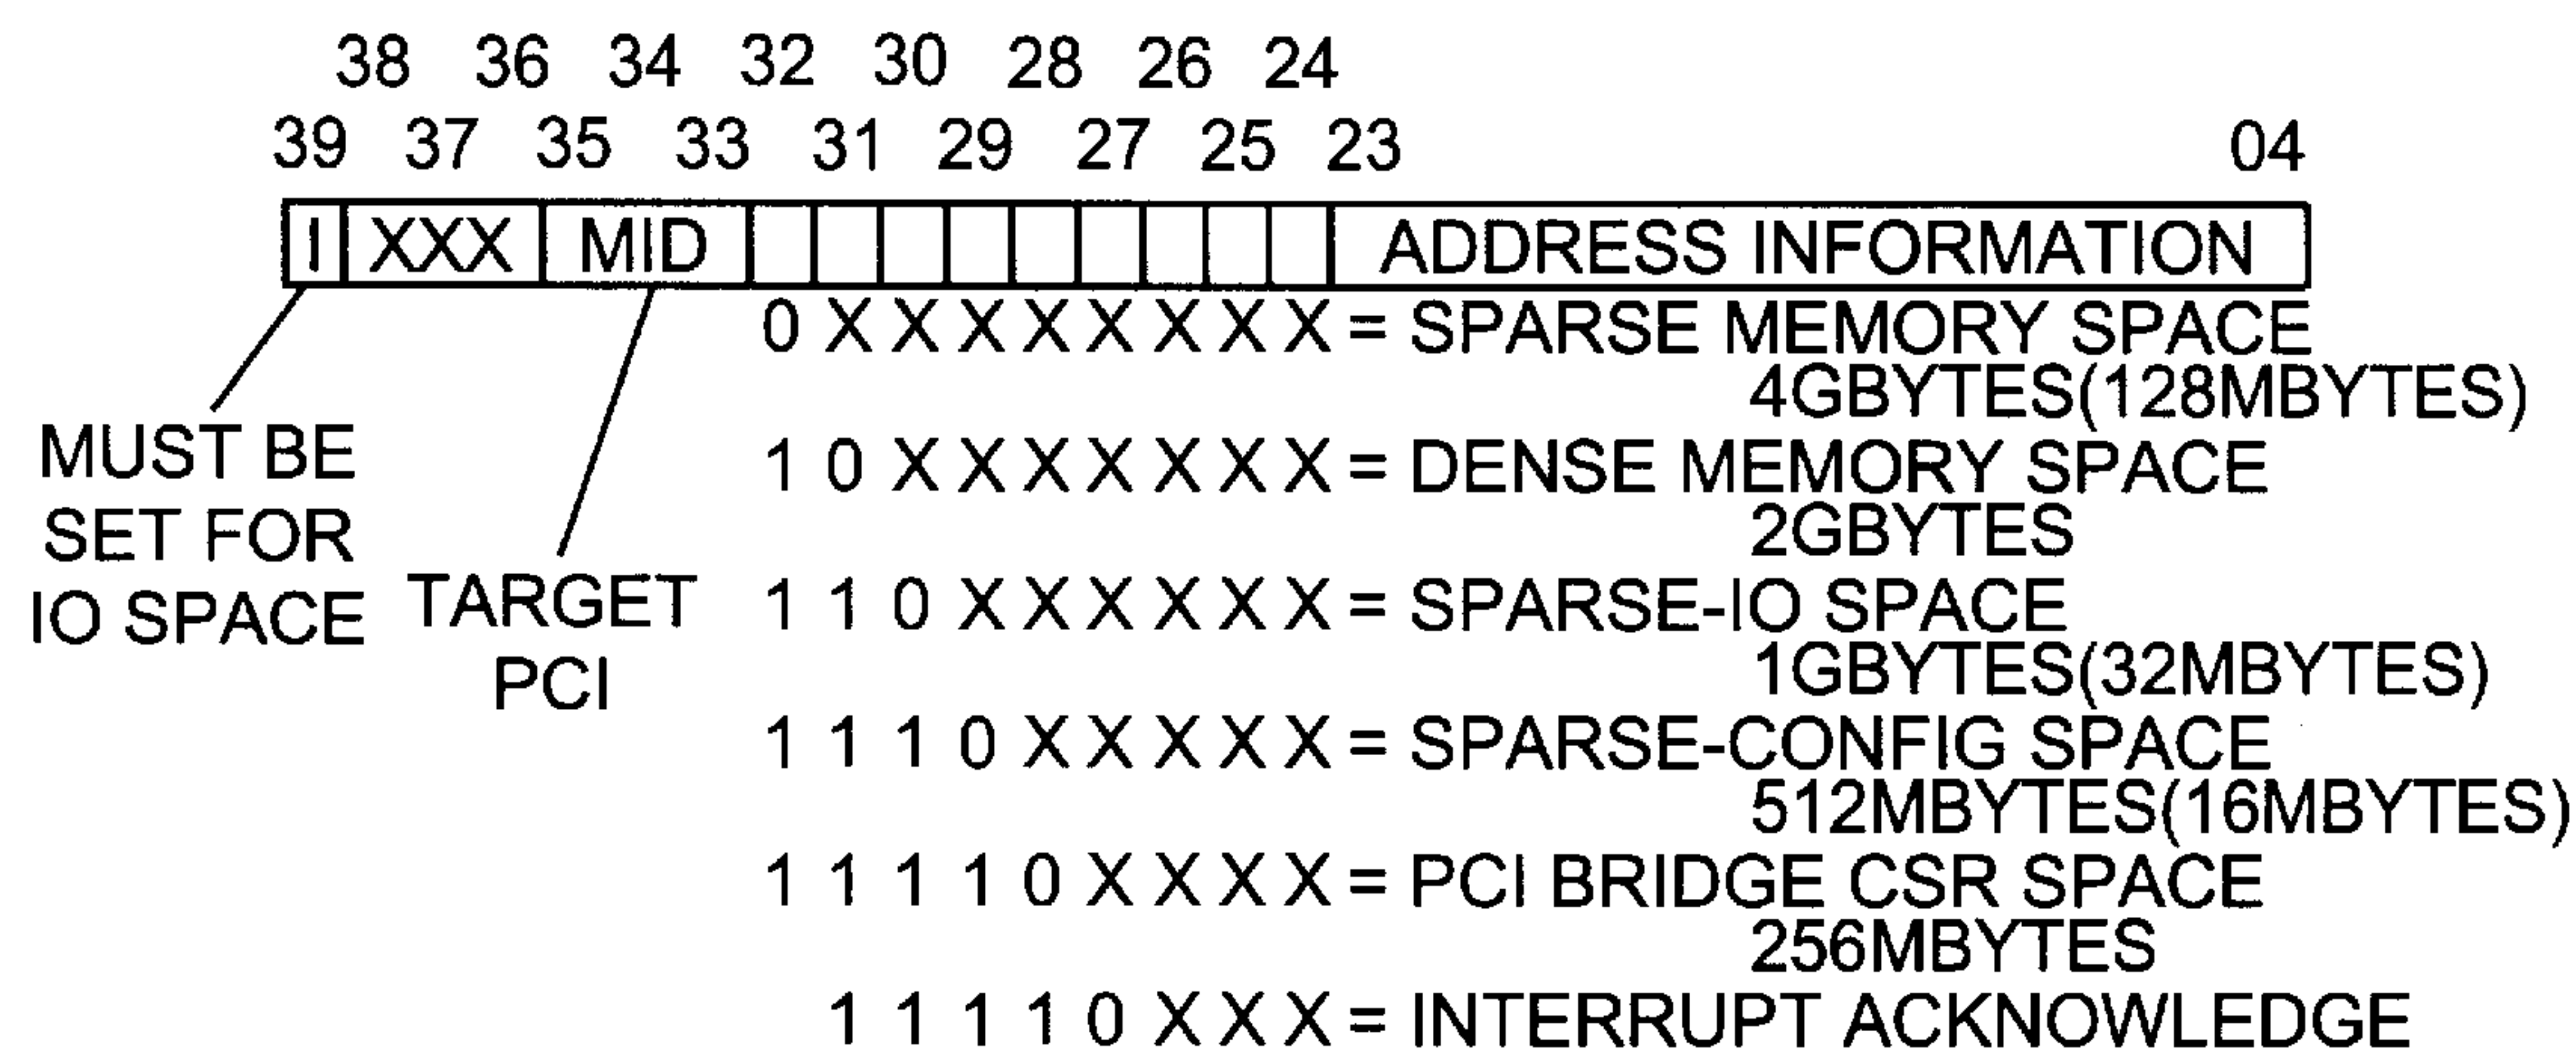 38 36 34 32 30 28 26 24
39 37 35 33 31 29 27 25 23 04
I XXX MID ADDRESS INFORMATION
0 X X X X X X X X = SPARSE MEMORY SPACE
4GBYTES(128MBYTES)
1 0 X X X X X X X = DENSE MEMORY SPACE
2GBYTES
1 1 0 X X X X X X = SPARSE-IO SPACE
1GBYTES(32MBYTES)
1 1 1 0 X X X X X = SPARSE-CONFIG SPACE
512MBYTES(16MBYTES)
1 1 1 1 0 X X X X = PCI BRIDGE CSR SPACE
256MBYTES
1 1 1 1 0 X X X = INTERRUPT ACKNOWLEDGE
MUST BE
SET FOR
IO SPACE
TARGET
PCI